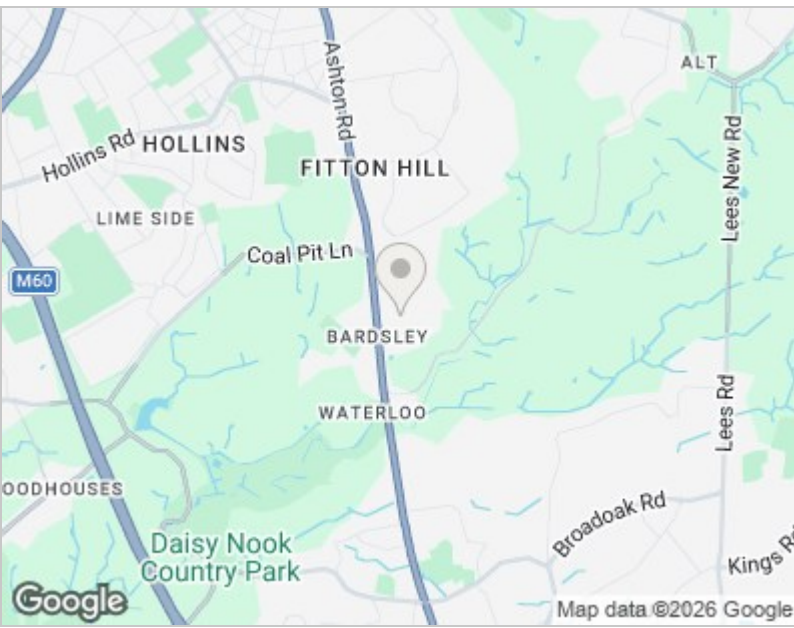 ALT
Ashton Rd
Hollins Rd
HOLLINS
FITTON HILL
Lees New Rd
LIME SIDE
Coal Pit Ln
M60
BARDSLEY
WATERLOO
Lees Rd
OODHOUSES
Broadoak Rd
Daisy Nook
Country Park
Kings Rd
Google
Map data ©2026 Google